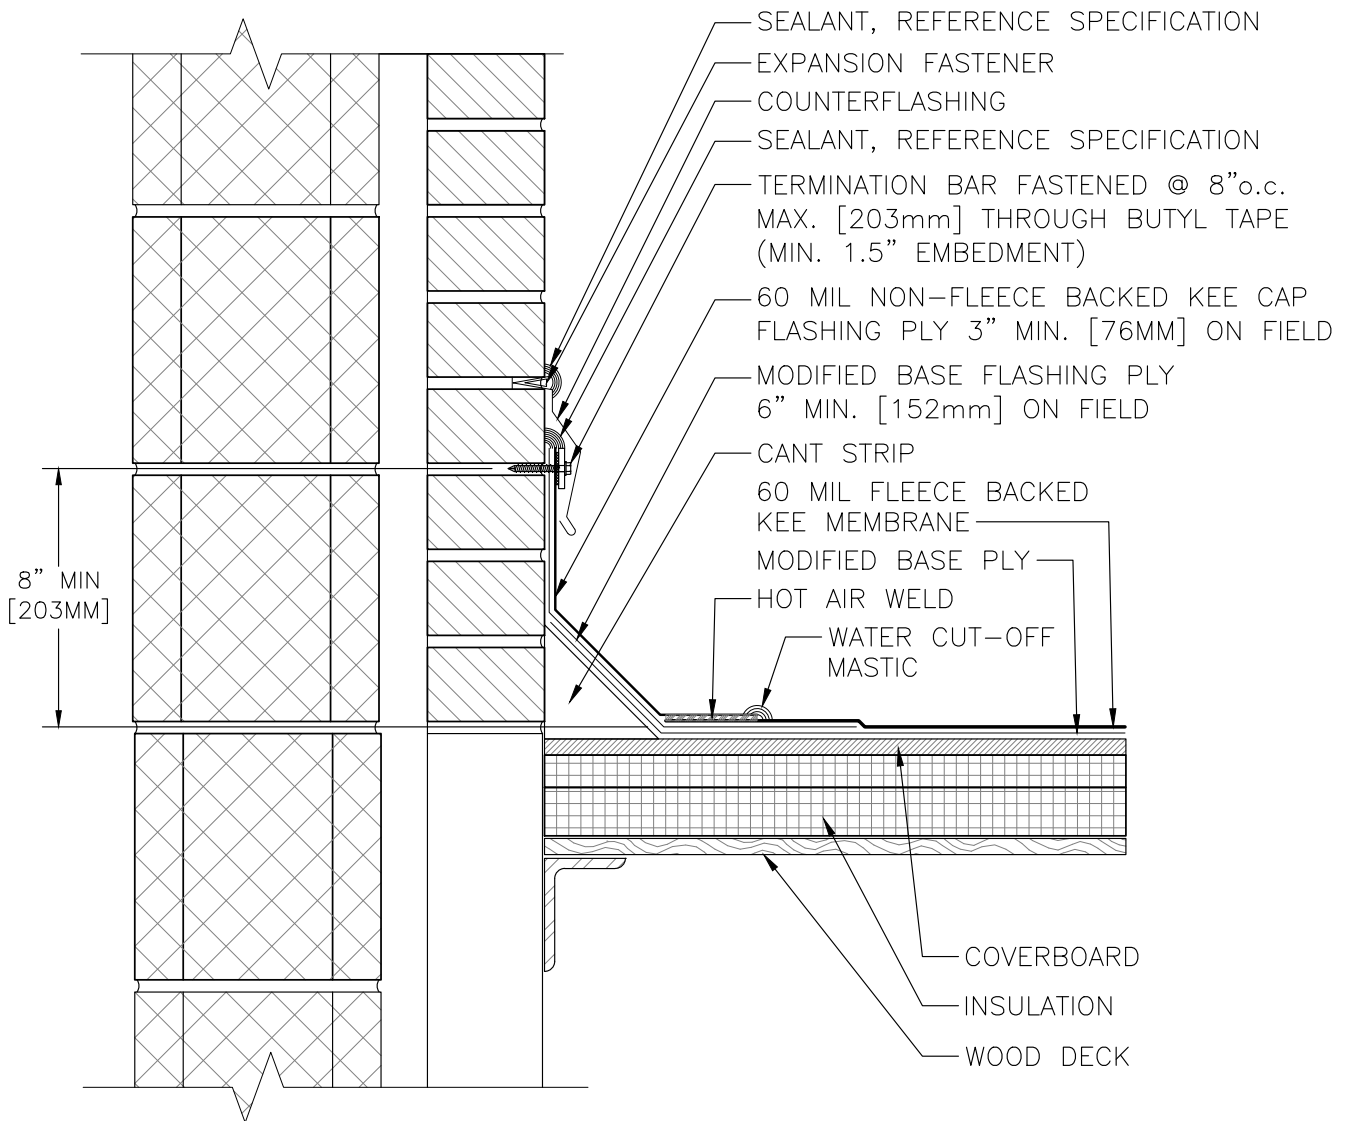 SEALANT, REFERENCE SPECIFICATION
EXPANSION FASTENER
COUNTERFLASHING
SEALANT, REFERENCE SPECIFICATION
TERMINATION BAR FASTENED @ 8”o.c.
MAX. [203mm] THROUGH BUTYL TAPE
(MIN. 1.5” EMBEDMENT)
60 MIL NON-FLEECE BACKED KEE CAP
FLASHING PLY 3” MIN. [76MM] ON FIELD
MODIFIED BASE FLASHING PLY
6” MIN. [152mm] ON FIELD
CANT STRIP
60 MIL FLEECE BACKED
KEE MEMBRANE
MODIFIED BASE PLY
HOT AIR WELD
WATER CUT-OFF
MASTIC
8” MIN
[203MM]
COVERBOARD
INSULATION
WOOD DECK